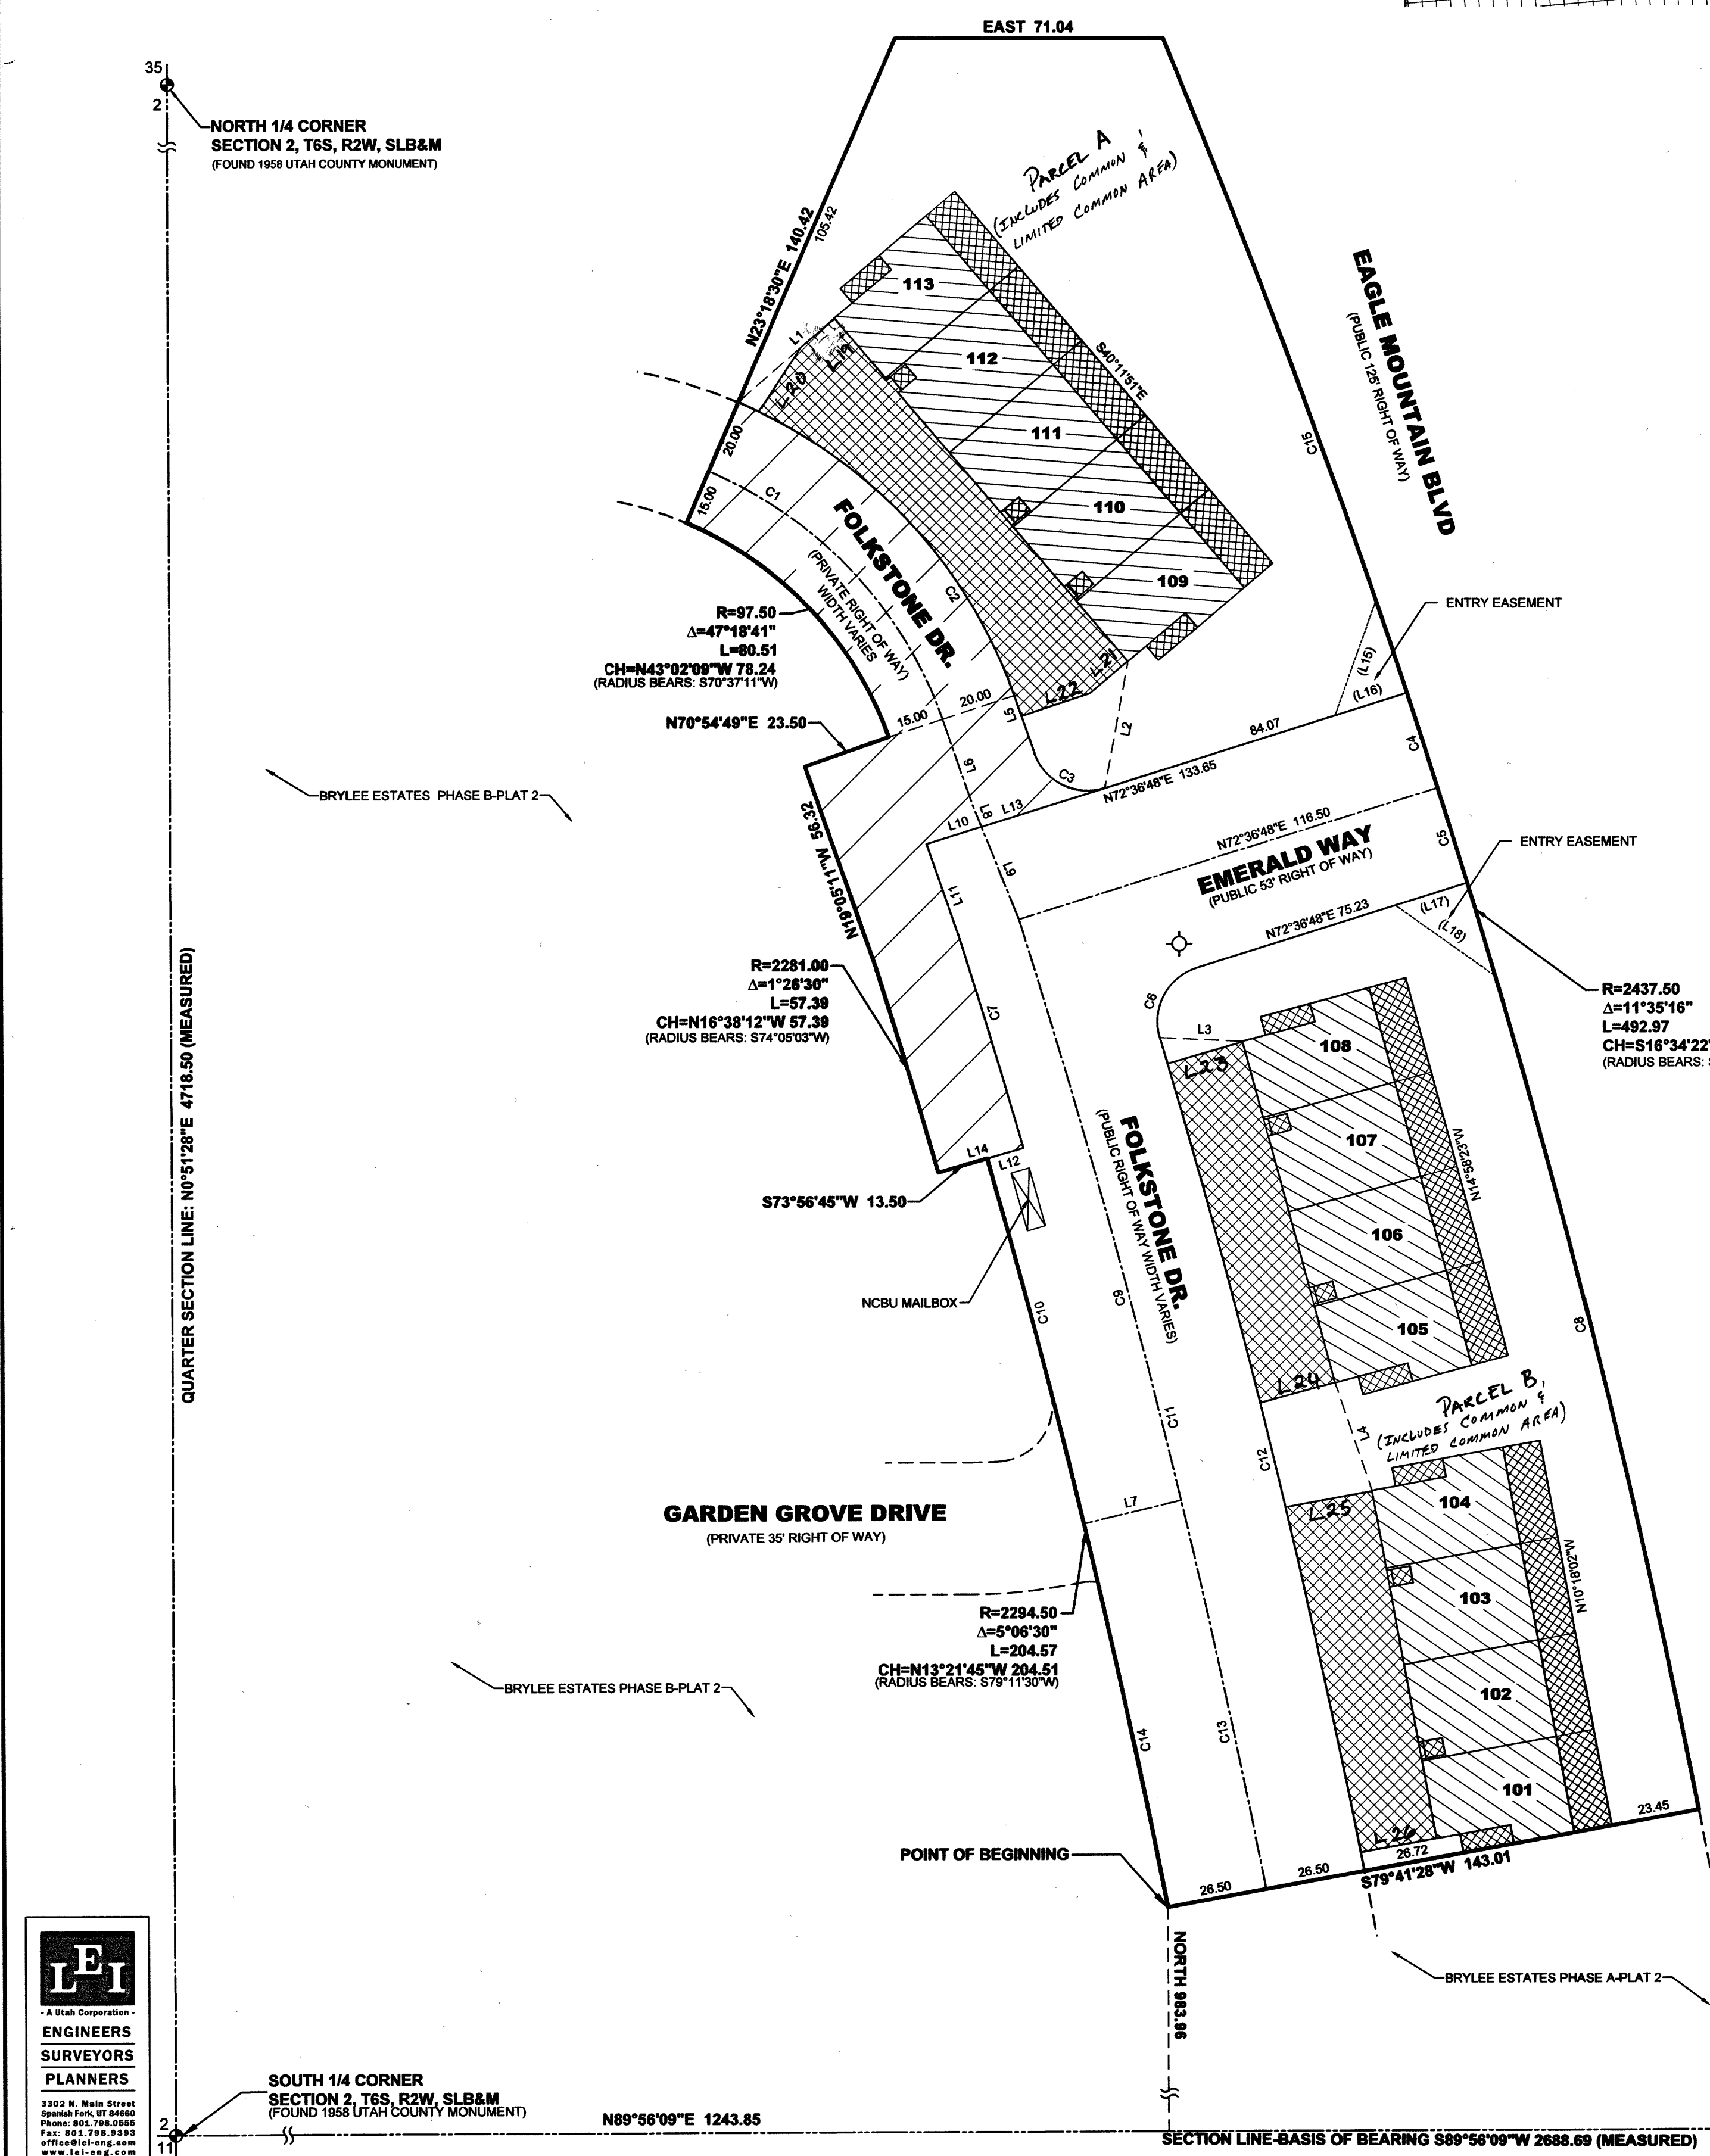 EAST 71.04
35
2
NORTH 1/4 CORNER
SECTION 2, T6S, R2W, SLB&M
(FOUND 1958 UTAH COUNTY MONUMENT)
PARCEL A
(INCLUDES COMMON &
LIMITED COMMON AREA)
N23°18'30"E 140.42
105.42
L1
L19
L20
113
112
111
110
109
S40°11'51"E
EAGLE MOUNTAIN BLVD
(PUBLIC 125' RIGHT OF WAY)
C15
20.00
15.00
C1
FOLKSTONE DR.
(PRIVATE RIGHT OF WAY)
WIDTH VARIES
C2
R=97.50
Δ=47°18'41"
L=80.51
CH=N43°02'09"W 78.24
(RADIUS BEARS: S70°37'11"W)
ENTRY EASEMENT
(L15)
(L16)
L21
L22
L2
L5
20.00
15.00
N70°54'49"E 23.50
84.07
C4
L6
C3
N72°36'48"E 133.65
BRYLEE ESTATES PHASE B-PLAT 2
N19°05'11"W 56.32
L10
L8
L13
N72°36'48"E 116.50
C5
ENTRY EASEMENT
EMERALD WAY
(PUBLIC 53' RIGHT OF WAY)
L9
L11
N72°36'48"E 75.23
(L17)
(L18)
R=2281.00
Δ=1°26'30"
L=57.39
CH=N16°38'12"W 57.39
(RADIUS BEARS: S74°05'03"W)
C7
C6
L3
R=2437.50
Δ=11°35'16"
L=492.97
CH=S16°34'22"
(RADIUS BEARS:
L23
108
107
106
105
N14°58'23"W
QUARTER SECTION LINE: N0°51'28"E 4718.50 (MEASURED)
L14
L12
S73°56'45"W 13.50
FOLKSTONE DR.
(PUBLIC RIGHT OF WAY WIDTH VARIES)
NCBU MAILBOX
C10
C9
C8
L24
PARCEL B,
(INCLUDES COMMON &
LIMITED COMMON AREA)
L4
C11
C12
GARDEN GROVE DRIVE
(PRIVATE 35' RIGHT OF WAY)
L7
L25
104
103
102
101
N10°18'02"W
R=2294.50
Δ=5°06'30"
L=204.57
CH=N13°21'45"W 204.51
(RADIUS BEARS: S79°11'30"W)
BRYLEE ESTATES PHASE B-PLAT 2
C14
C13
L26
23.45
26.72
26.50
26.50
S79°41'28"W 143.01
POINT OF BEGINNING
NORTH 983.96
BRYLEE ESTATES PHASE A-PLAT 2
LEI
- A Utah Corporation -
ENGINEERS
SURVEYORS
PLANNERS
3302 N. Main Street
Spanish Fork, UT 84660
Phone: 801.798.0555
Fax: 801.798.9393
office@lei-eng.com
www.lei-eng.com
SOUTH 1/4 CORNER
SECTION 2, T6S, R2W, SLB&M
(FOUND 1958 UTAH COUNTY MONUMENT)
2
11
N89°56'09"E 1243.85
SECTION LINE-BASIS OF BEARING S89°56'09"W 2688.69 (MEASURED)